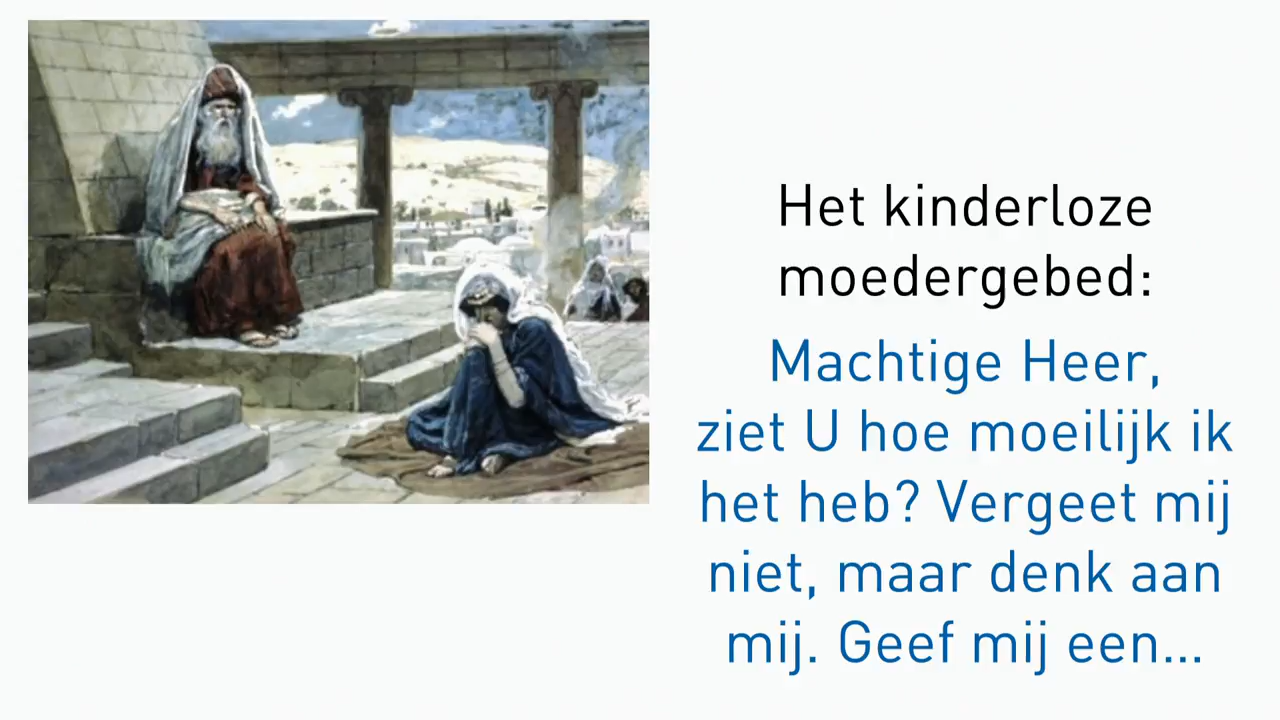 Het kinderloze
moedergebed:
Machtige Heer,
ziet U hoe moeilijk ik
het heb? Vergeet mij
niet, maar denk aan
mij. Geef mij een...